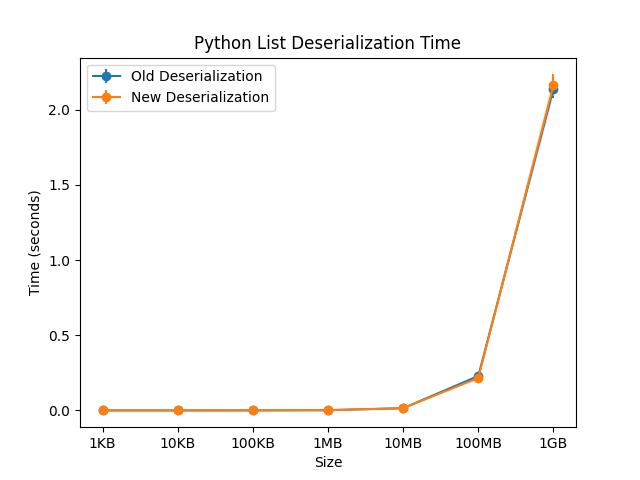 Python List Deserialization Time
Old Deserialization
New Deserialization
2.0
1.5
1.0
0.5
0.0
Time (seconds)
1KB 10KB 100KB 1MB 10MB 100MB 1GB
Size